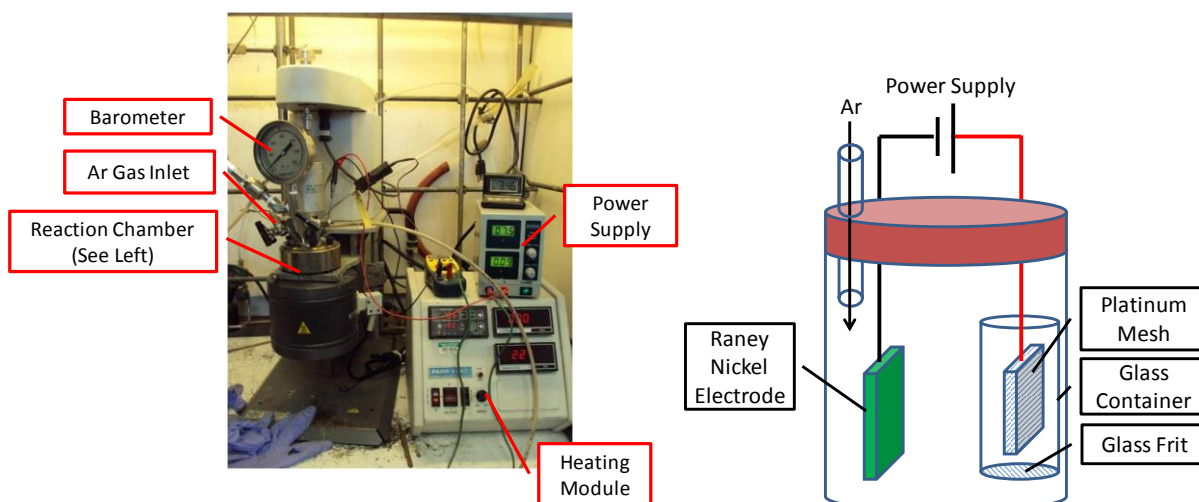 Barometer
Ar Gas Inlet
Reaction Chamber
(See Left)
Power
Supply
Heating
Module
PARR
Power Supply
Ar
Raney
Nickel
Electrode
Platinum
Mesh
Glass
Container
Glass Frit